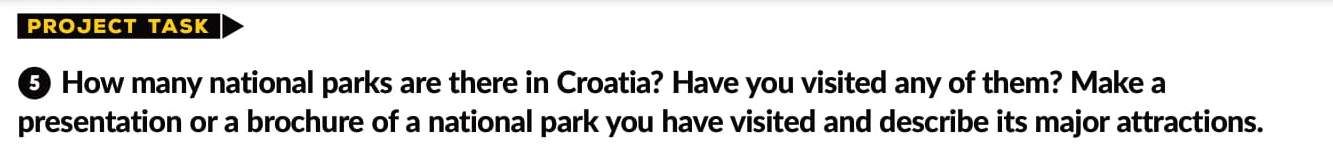 PROJECT TASK
5 How many national parks are there in Croatia? Have you visited any of them? Make a
presentation or a brochure of a national park you have visited and describe its major attractions.